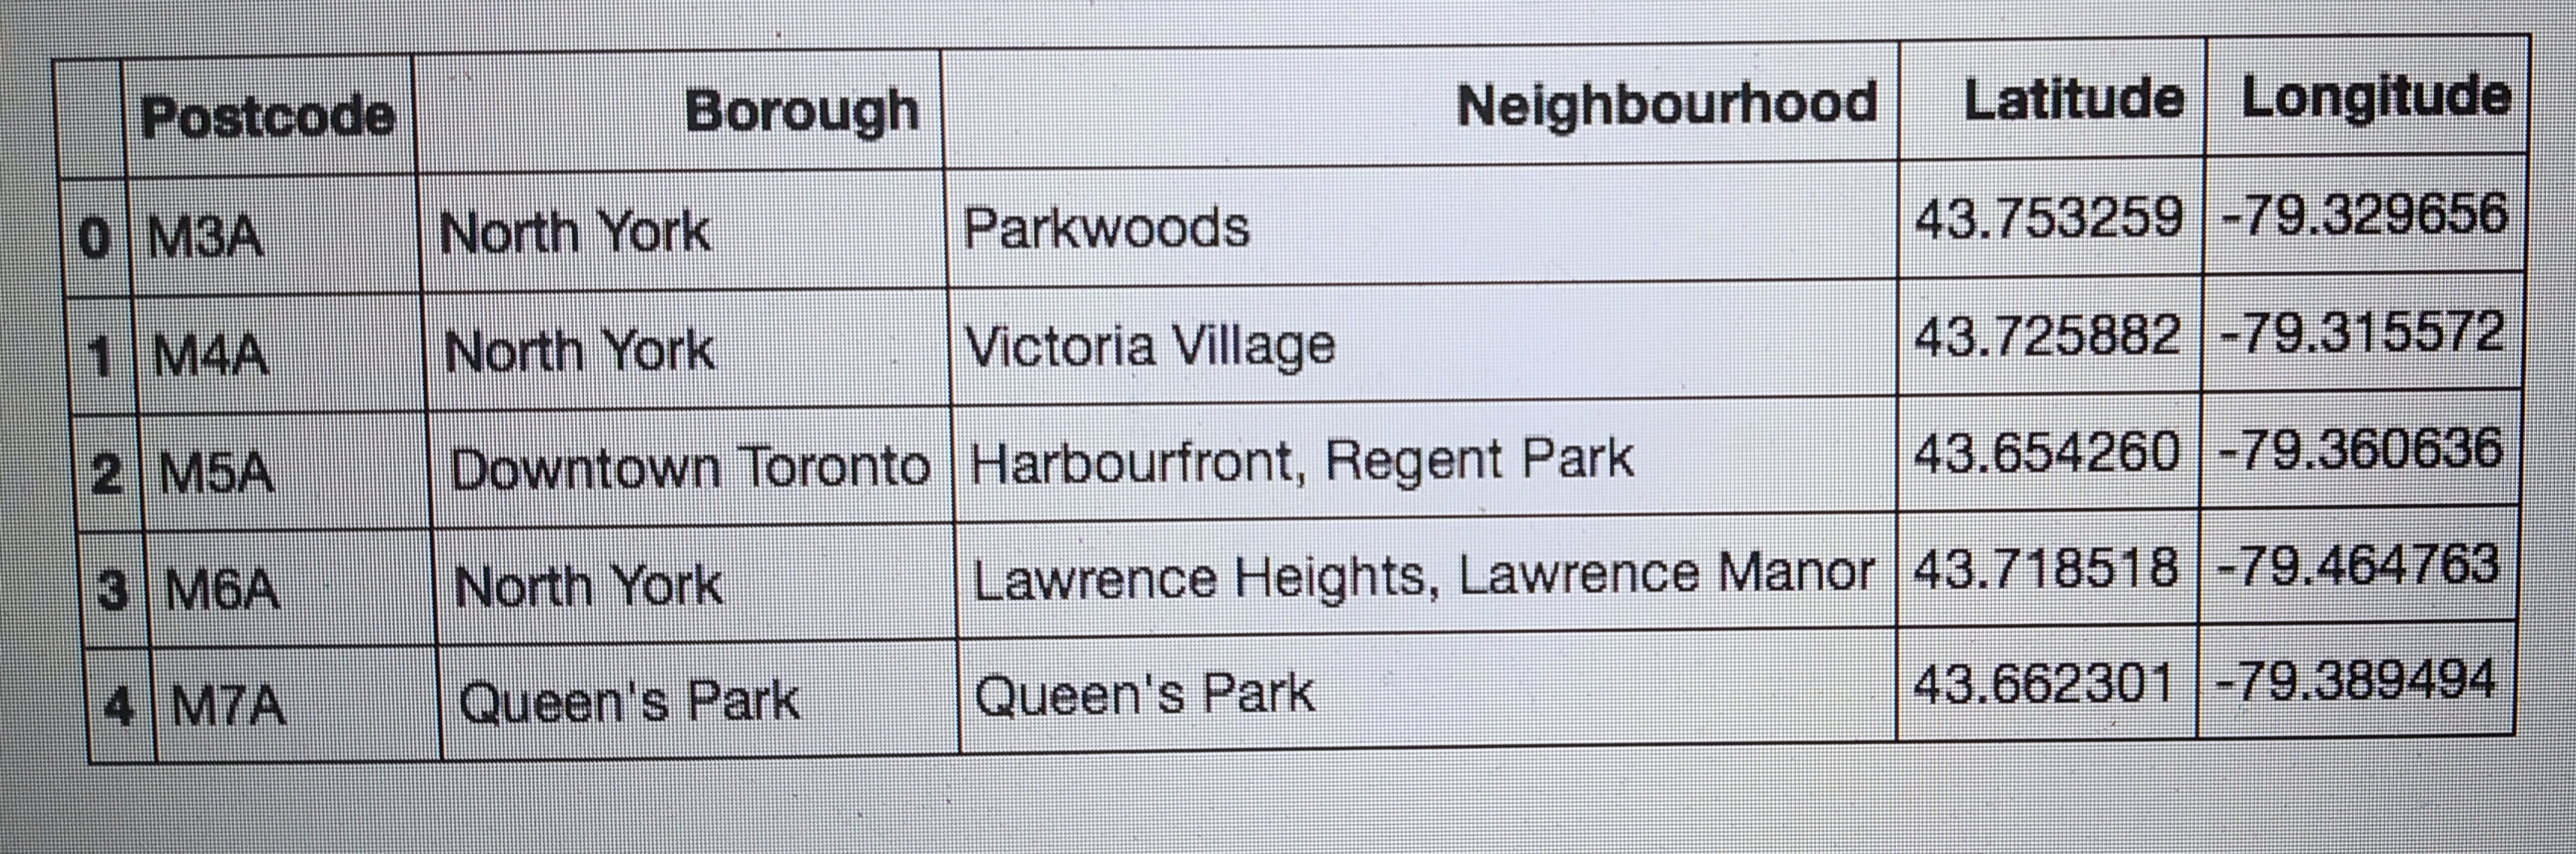 Postcode Borough Neighbourhood Latitude Longitude
0 M3A North York Parkwoods 43.753259 -79.329656
1 M4A North York Victoria Village 43.725882 -79.315572
2 M5A Downtown Toronto Harbourfront, Regent Park 43.654260 -79.360636
3 M6A North York Lawrence Heights, Lawrence Manor 43.718518 -79.464763
4 M7A Queen's Park Queen's Park 43.662301 -79.389494